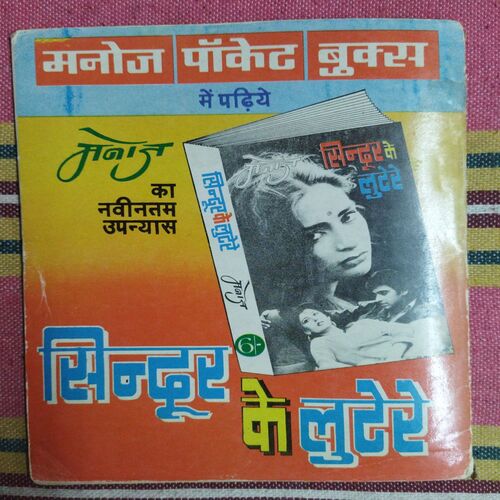 मनोज पॉकेट बुक्स
में पढ़िये
मनोज
का
नवीनतम
उपन्यास
मनोज
सिन्दूर के
लुटेरे
सिन्दूर के लुटेरे
मनोज
6/-
सिन्दूर
के लुटेरे